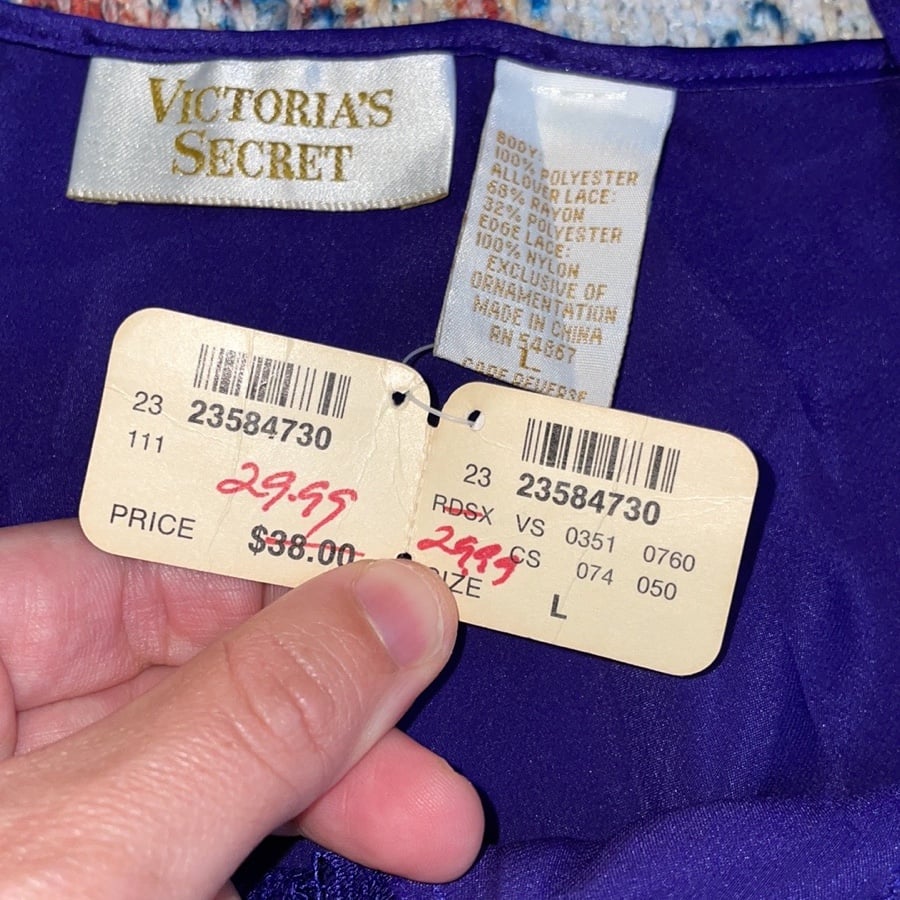 VICTORIA'S
SECRET
BODY:
100% POLYESTER
ALLOVER LACE:
68% RAYON
32% POLYESTER
EDGE LACE:
100% NYLON
EXCLUSIVE OF
ORNAMENTATION
MADE IN CHINA
RN 54867
L
CODE REVERSE
23 23584730
111
29.99
PRICE $38.00
23 23584730
RDSX VS 0351 0760
29.99 CS 074 050
SIZE L